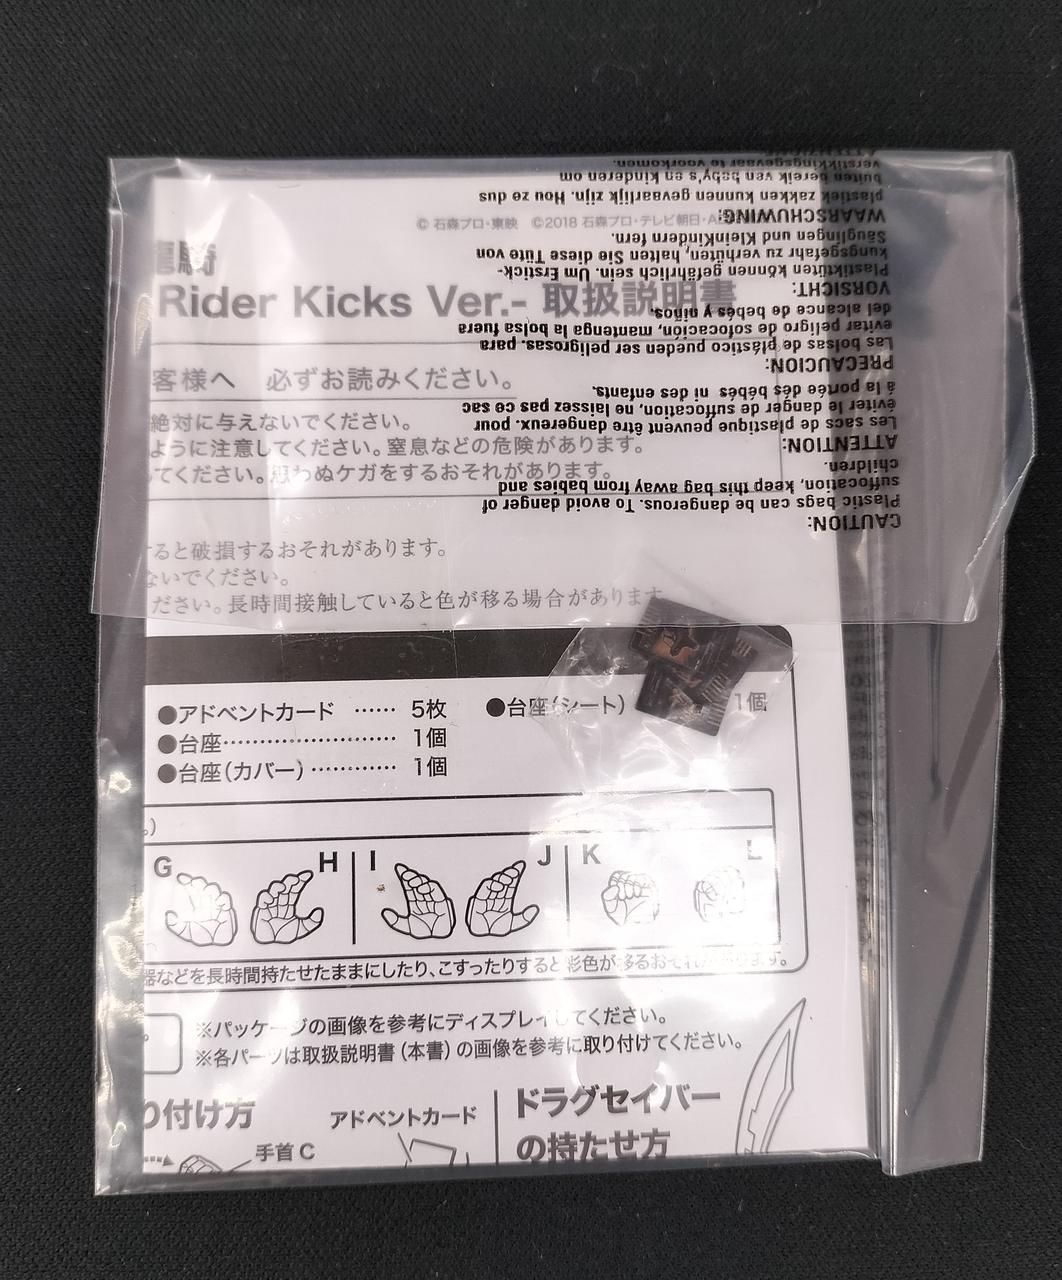 © 石森プロ・東映 ©2018 石森プロ・テレビ朝日・A
龍騎
Rider Kicks Ver.- 取扱説明書
客様へ 必ずお読みください。
絶対に与えないでください。
ように注意してください。窒息などの危険があります。
てください。思わぬケガをするおそれがあります。
すると破損するおそれがあります。
ないでください。
ださい。長時間接触していると色が移る場合があります
●アドベントカード …… 5枚
●台座………………… 1個
●台座(カバー)………… 1個
●台座(シート) 1個
G H I J K L
器などを長時間持たせたままにしたり、こすったりすると彩色が移るおそれがあります。
※パッケージの画像を参考にディスプレイしてください。
※各パーツは取扱説明書(本書)の画像を参考に取り付けてください。
り付け方
アドベントカード
手首 C
ドラグセイバー
の持たせ方
CAUTION:
Plastic bags can be dangerous. To avoid danger of
suffocation, keep this bag away from babies and
children.
ATTENTION:
Les sacs de plastique peuvent être dangereux. pour
éviter le danger de suffocation, ne laissez pas ce sac
à la portée dés bébés ni des enfants.
PRECAUCION:
Las bolsas de plástico pueden ser peligrosas. para
evitar peligro de sofocación, mantenga la bolsa fuera
del alcance de bebés y niños.
VORSICHT:
Plastiktüten können gefährlich sein. Um Erstick-
kungsgefahr zu verhüten, halten Sie diese Tüte von
Säuglingen und KleinKindern fern.
WAARSCHUWING:
plastiek zakken kunnen gevaarlijk zijn. Hou ze dus
buiten bereik van baby's en kinderen om
verstikkingsgevaar te voorkomen.